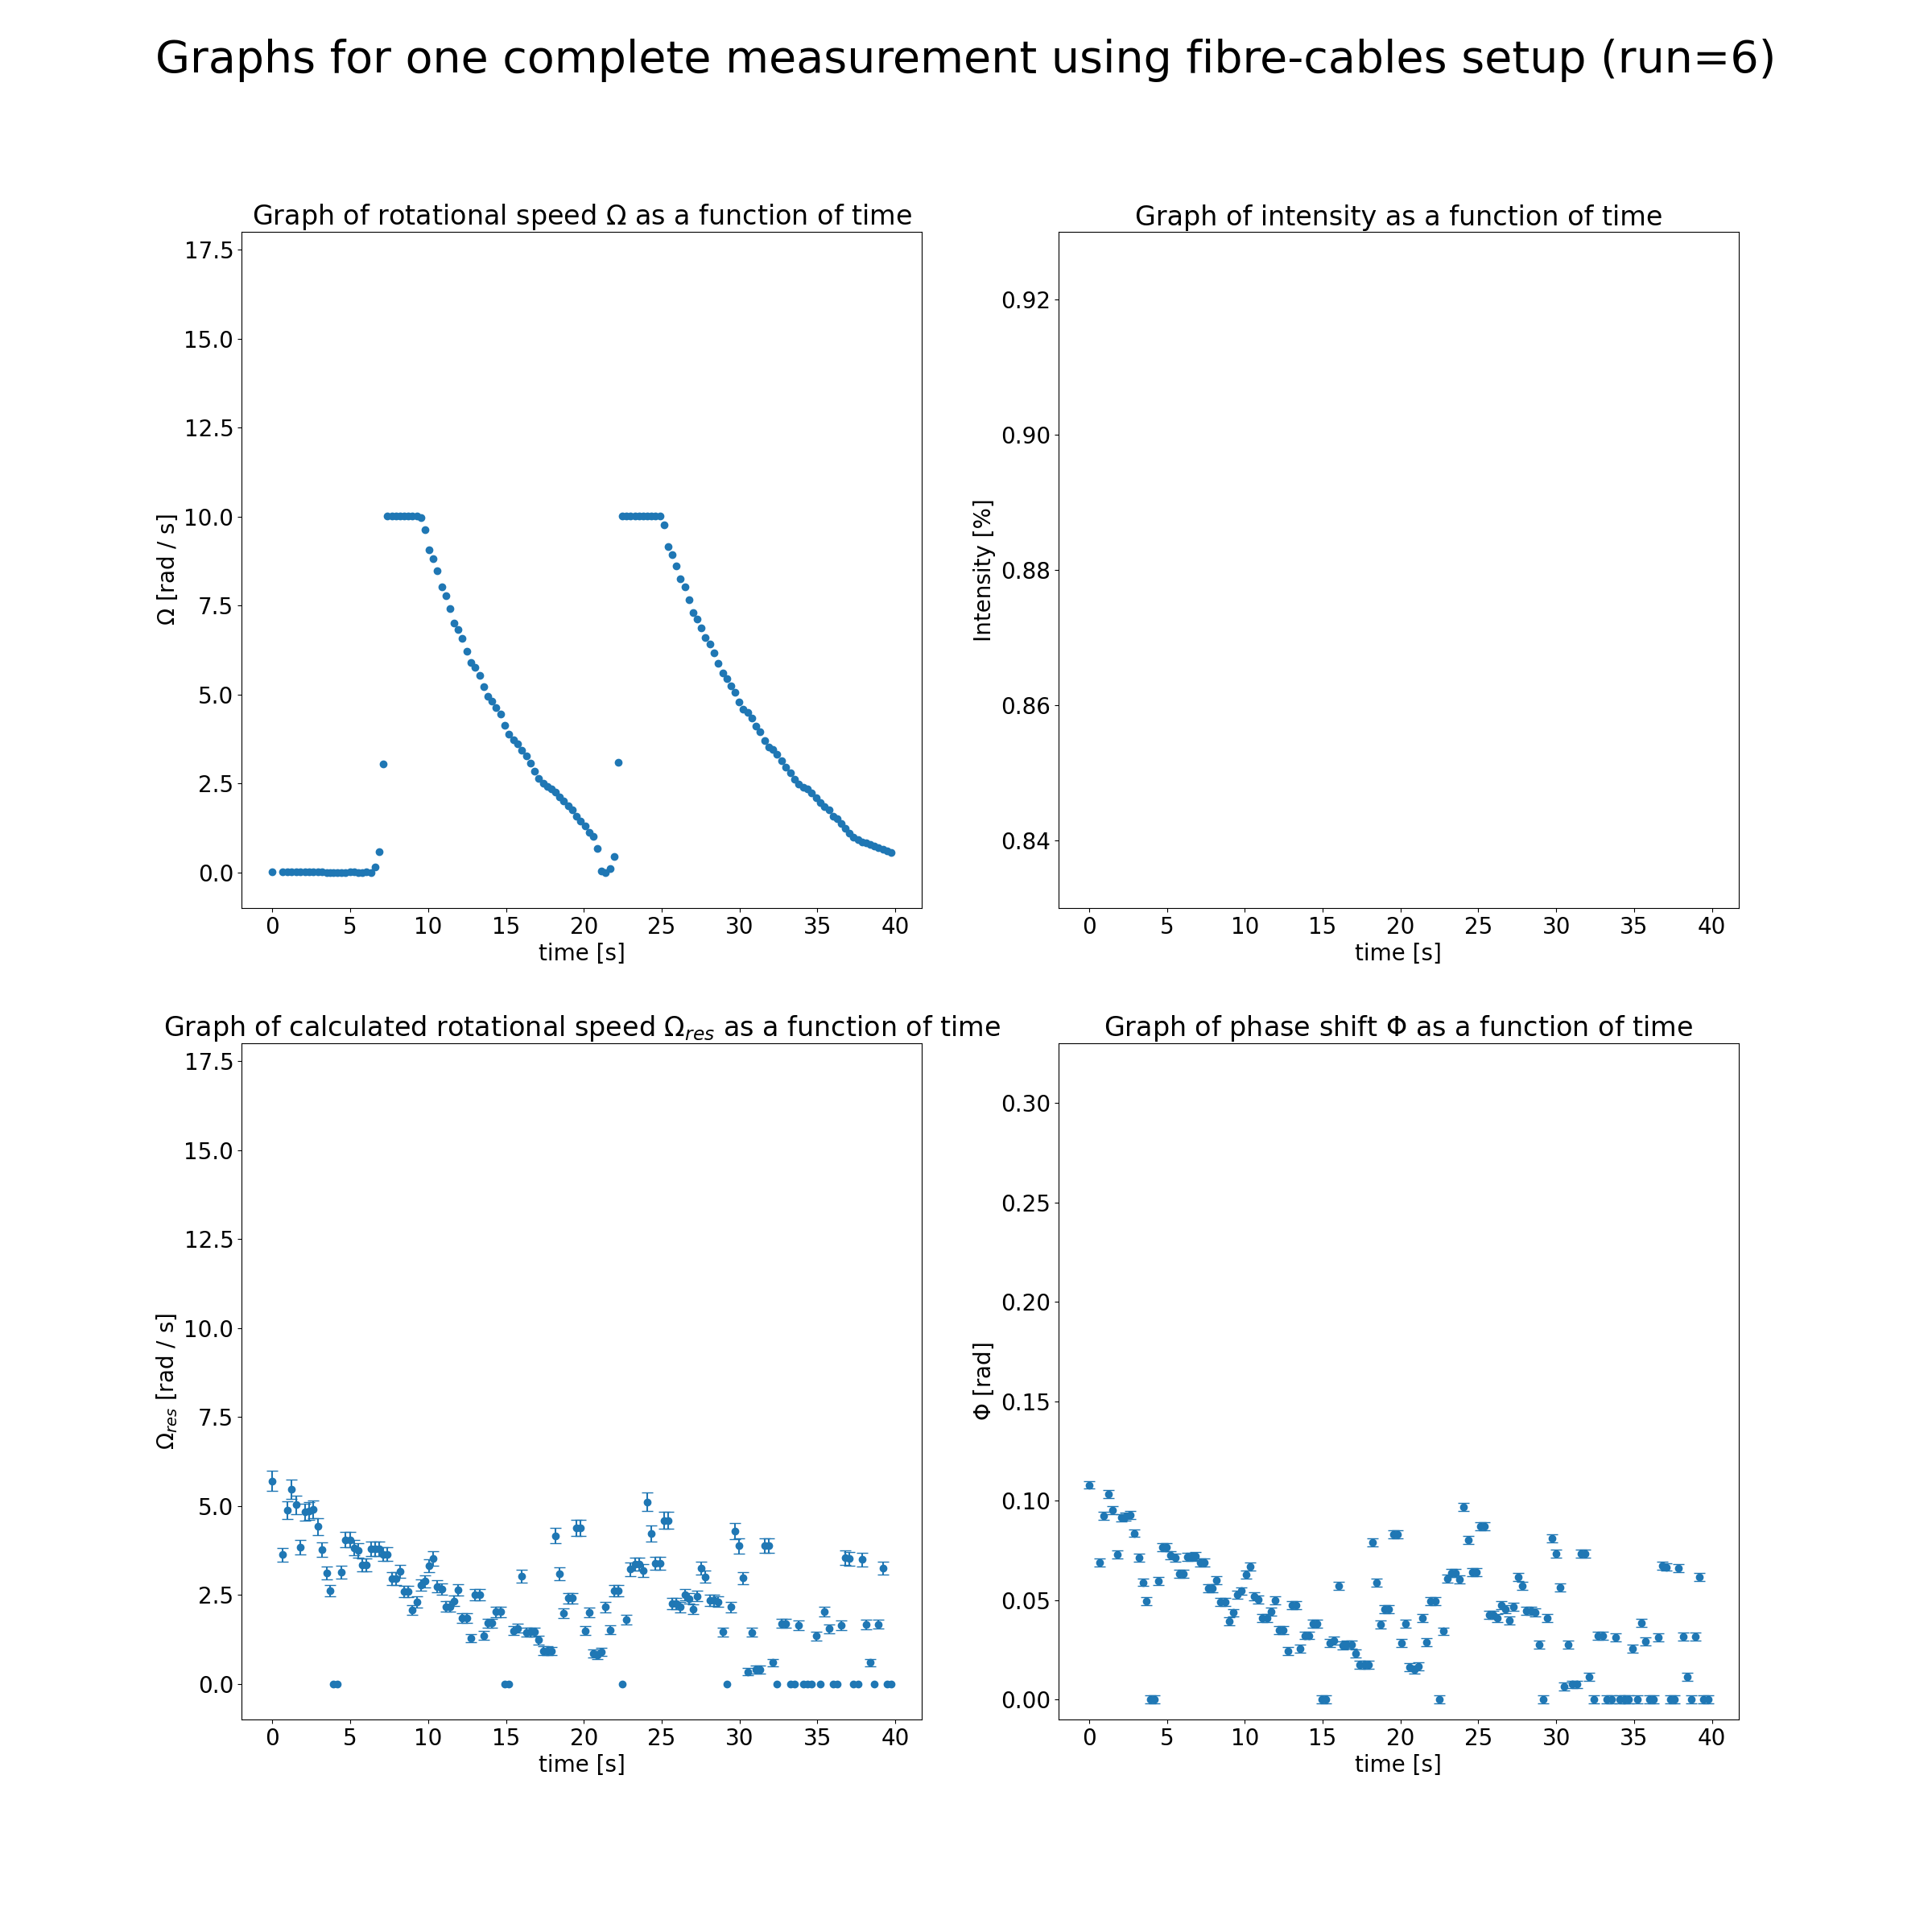 Graphs for one complete measurement using fibre-cables setup (run=6)
Graph of rotational speed Ω as a function of time
17.5
15.0
12.5
10.0
7.5
5.0
2.5
0.0
Ω [rad / s]
0 5 10 15 20 25 30 35 40
time [s]
Graph of intensity as a function of time
0.92
0.90
0.88
0.86
0.84
Intensity [%]
0 5 10 15 20 25 30 35 40
time [s]
Graph of calculated rotational speed Ωres as a function of time
17.5
15.0
12.5
10.0
7.5
5.0
2.5
0.0
Ωres [rad / s]
0 5 10 15 20 25 30 35 40
time [s]
Graph of phase shift Φ as a function of time
0.30
0.25
0.20
0.15
0.10
0.05
0.00
Φ [rad]
0 5 10 15 20 25 30 35 40
time [s]